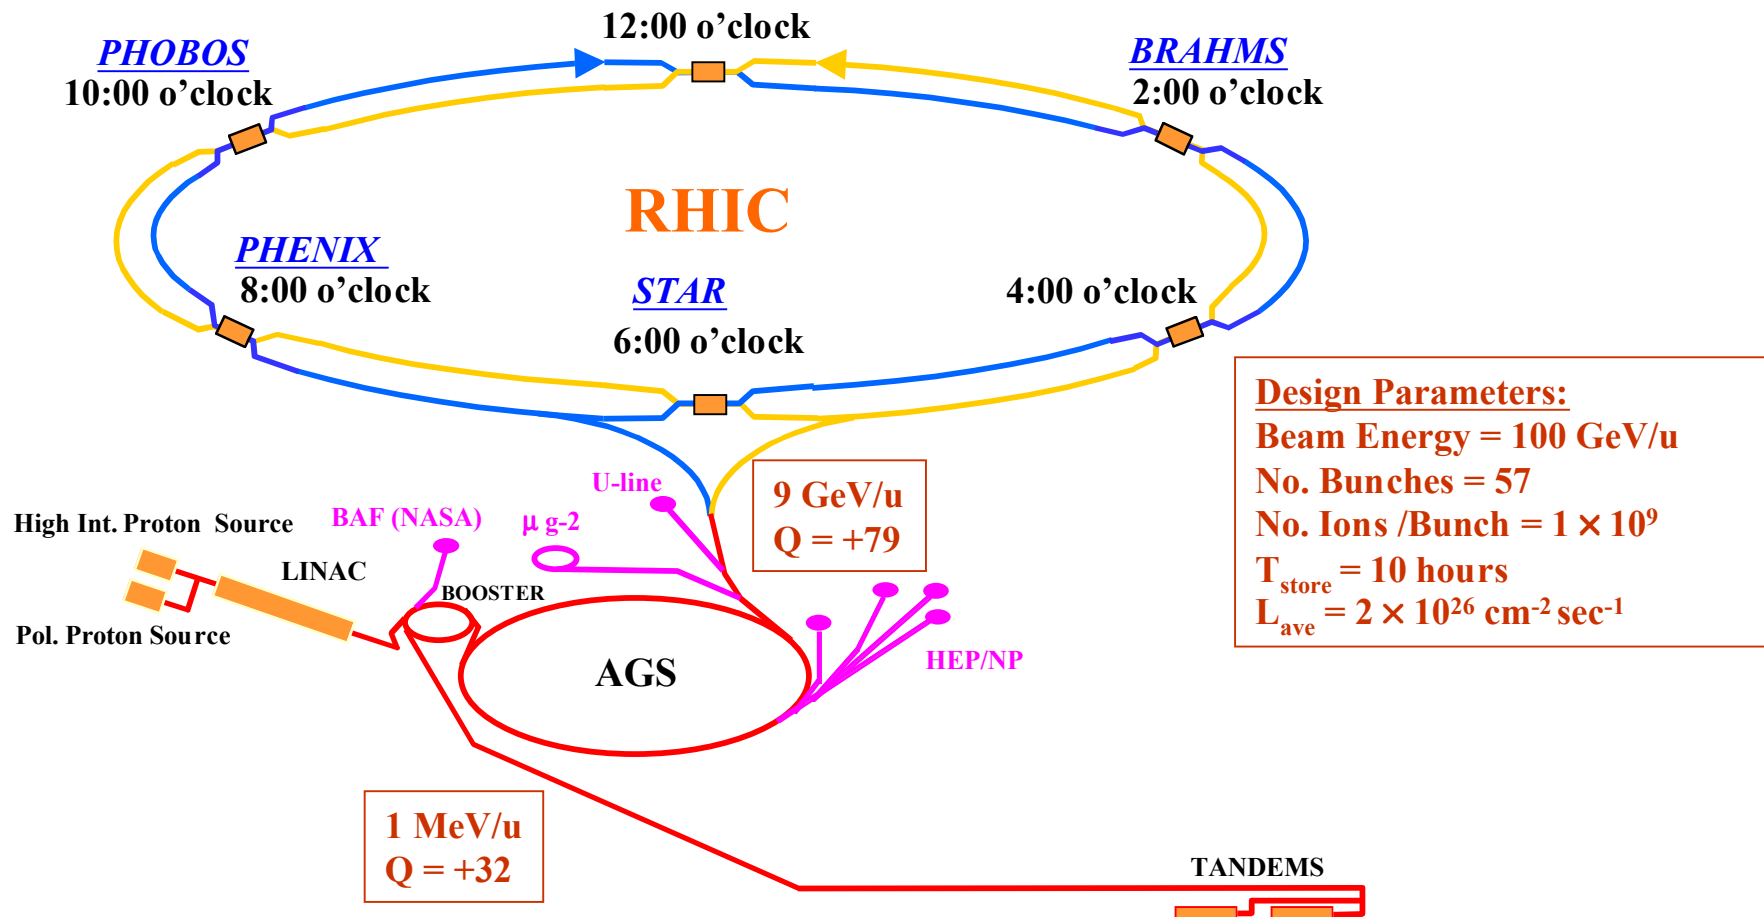 12:00 o’clock
PHOBOS
10:00 o’clock
BRAHMS
2:00 o’clock
RHIC
PHENIX
8:00 o’clock
STAR
6:00 o’clock
4:00 o’clock
Design Parameters:
Beam Energy = 100 GeV/u
No. Bunches = 57
No. Ions /Bunch = 1 × 10⁹
T_store = 10 hours
L_ave = 2 × 10²⁶ cm⁻² sec⁻¹
9 GeV/u
Q = +79
U-line
BAF (NASA)
μ g-2
High Int. Proton Source
LINAC
BOOSTER
Pol. Proton Source
AGS
HEP/NP
1 MeV/u
Q = +32
TANDEMS